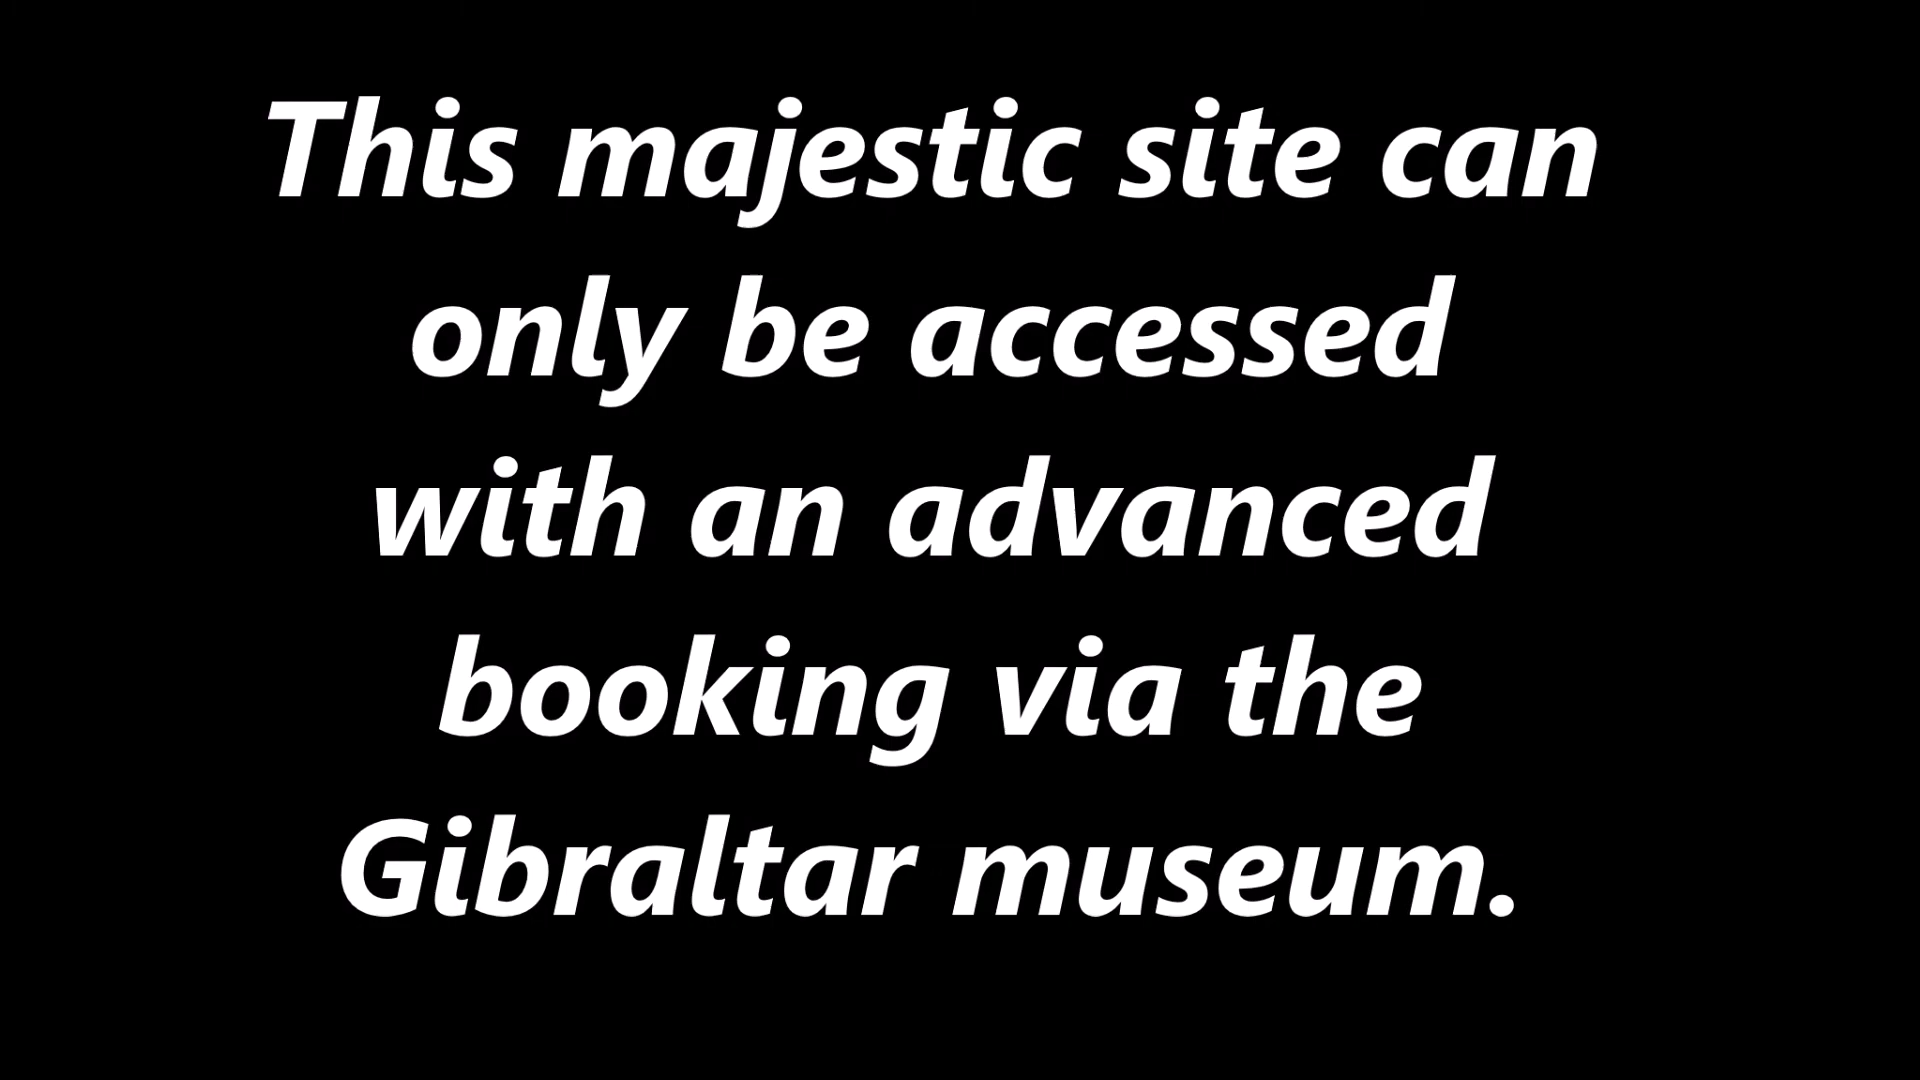 This majestic site can
only be accessed
with an advanced
booking via the
Gibraltar museum.